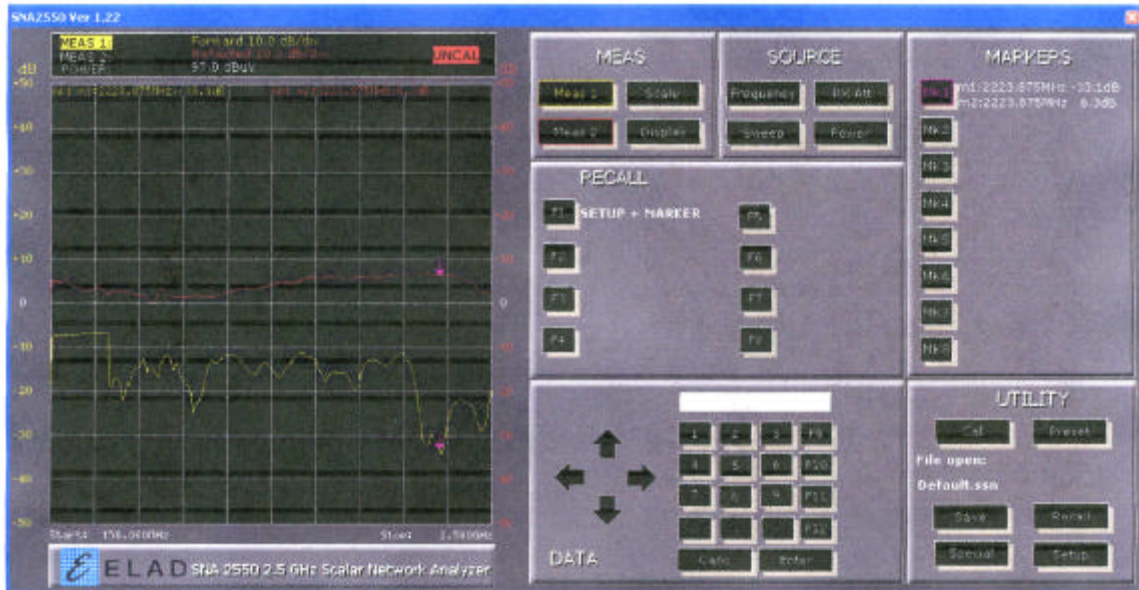 SNA2550 Ver 1.22
MEAS 1
Forward 10.0 dB/div
MEAS 2
POWER
97.0 dBuV
UNCAL
-dB
+50
+40
+30
+20
+10
0
-10
-20
-30
-40
-50
Start:
Stop:
ELAD SNA 2550 2.5 GHz Scalar Network Analyzer
MEAS
Meas 1
Scale
Meas 2
Display
SOURCE
Frequency
RX Att
Sweep
Power
MARKERS
Mk1
m1:2223.875MHz -33.1dB
m2:2223.875MHz 6.3dB
Mk2
Mk3
Mk4
Mk5
Mk6
Mk7
Mk8
RECALL
F1
SETUP + MARKER
F2
F3
F4
F5
F6
F7
DATA
1
2
3
F9
4
5
6
F10
7
8
9
F11
F12
Enter
UTILITY
Cal
Preset
File open:
Default.ssn
Save
Recall
Special
Setup